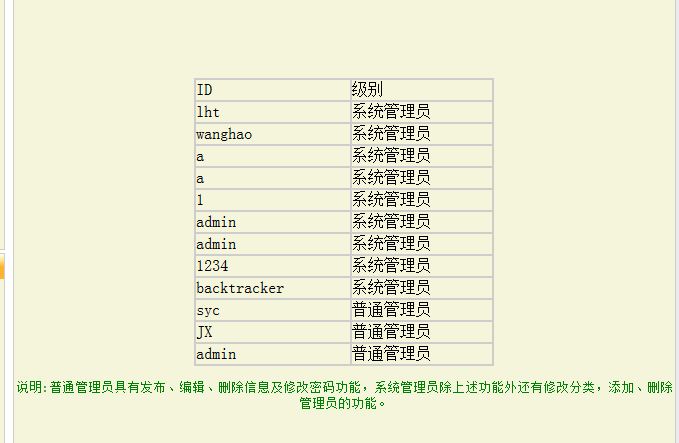 ID 级别
lht 系统管理员
wanghao 系统管理员
a 系统管理员
a 系统管理员
1 系统管理员
admin 系统管理员
admin 系统管理员
1234 系统管理员
backtracker 系统管理员
syc 普通管理员
JX 普通管理员
admin 普通管理员
说明:普通管理员具有发布、编辑、删除信息及修改密码功能，系统管理员除上述功能外还有修改分类，添加、删除
管理员的功能。